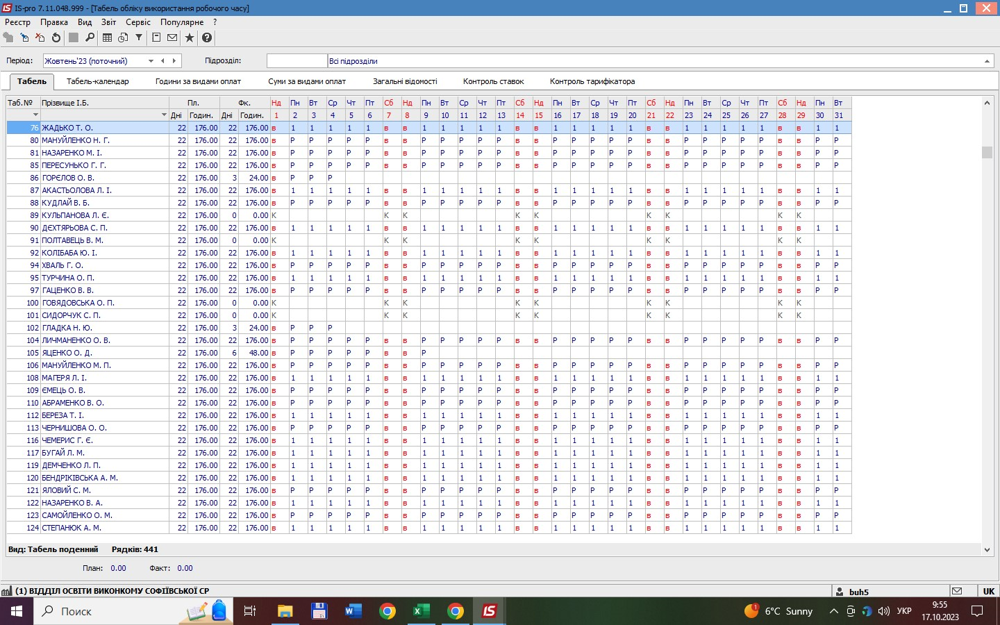 IS-pro 7.11.048.999 - [Табель обліку використання робочого часу]
Реєстр Правка Вид Звіт Сервіс Популярне ?
Період: Жовтень'23 (поточний) Підрозділ: Всі підрозділи
Табель Табель-календар Години за видами оплат Суми за видами оплат Загальні відомості Контроль ставок Контроль тарифікатора
Таб.№ Прізвище І.Б. Пл. Фк. Нд Пн Вт Ср Чт Пт Сб Нд Пн Вт Ср Чт Пт Сб Нд Пн Вт Ср Чт Пт Сб Нд Пн Вт Ср Чт Пт Сб Нд Пн Вт
Дні Годин. Дні Годин. 1 2 3 4 5 6 7 8 9 10 11 12 13 14 15 16 17 18 19 20 21 22 23 24 25 26 27 28 29 30 31
76 ЖАДЬКО Т. О. 22 176.00 22 176.00 в 1 1 1 1 1 в в 1 1 1 1 1 в в 1 1 1 1 1 в в 1 1 1 1 1 в в 1 1
80 МАНУЙЛЕНКО Н. Г. 22 176.00 22 176.00 в Р Р Р Р Р в в Р Р Р Р Р в в Р Р Р Р Р в в Р Р Р Р Р в в Р Р
81 НАЗАРЕНКО М. І. 22 176.00 22 176.00 в Р Р Р Р Р в в Р Р Р Р Р в в Р Р Р Р Р в в Р Р Р Р Р в в Р Р
85 ПЕРЕСУНЬКО Г. Г. 22 176.00 22 176.00 в Р Р Р Р Р в в Р Р Р Р Р в в Р Р Р Р Р в в Р Р Р Р Р в в Р Р
86 ГОРЄЛОВ О. В. 22 176.00 3 24.00 в Р Р Р
87 АКАСТЬОЛОВА Л. І. 22 176.00 22 176.00 в 1 1 1 1 1 в в 1 1 1 1 1 в в 1 1 1 1 1 в в 1 1 1 1 1 в в 1 1
88 КУДЛАЙ В. Б. 22 176.00 22 176.00 в Р Р Р Р Р в в Р Р Р Р Р в в Р Р Р Р Р в в Р Р Р Р Р в в Р Р
89 КУЛЬПАНОВА Л. Є. 22 176.00 0 0.00 К К К К К К К К К
90 ДЄХТЯРЬОВА С. П. 22 176.00 22 176.00 в 1 1 1 1 1 в в 1 1 1 1 1 в в 1 1 1 1 1 в в 1 1 1 1 1 в в 1 1
91 ПОЛТАВЕЦЬ В. М. 22 176.00 0 0.00 К К К К К К К К К
92 КОЛІБАБА Ю. І. 22 176.00 22 176.00 в 1 1 1 1 1 в в 1 1 1 1 1 в в 1 1 1 1 1 в в 1 1 1 1 1 в в 1 1
94 ХВАЛЬ Г. О. 22 176.00 22 176.00 в Р Р Р Р Р в в Р Р Р Р Р в в Р Р Р Р Р в в Р Р Р Р Р в в Р Р
95 ТУРЧИНА О. П. 22 176.00 22 176.00 в 1 1 1 1 1 в в 1 1 1 1 1 в в 1 1 1 1 1 в в 1 1 1 1 1 в в 1 1
97 ГАЦЕНКО В. В. 22 176.00 22 176.00 в Р Р Р Р Р в в Р Р Р Р Р в в Р Р Р Р Р в в Р Р Р Р Р в в Р Р
100 ГОВЯДОВСЬКА О. П. 22 176.00 0 0.00 К К К К К К К К К
101 СИДОРЧУК С. П. 22 176.00 0 0.00 К К К К К К К К К
102 ГЛАДКА Н. Ю. 22 176.00 3 24.00 в Р Р Р
104 ЛИЧМАНЕНКО О. В. 22 176.00 22 176.00 в Р Р Р Р Р в в Р Р Р Р Р в в Р Р Р Р Р в в Р Р Р Р Р в в Р Р
105 ЯЦЕНКО О. Д. 22 176.00 6 48.00 в Р Р Р Р Р в в Р
106 МАНУЙЛЕНКО М. П. 22 176.00 22 176.00 в Р Р Р Р Р в в Р Р Р Р Р в в Р Р Р Р Р в в Р Р Р Р Р в в Р Р
108 МАГЕРЯ Л. І. 22 176.00 22 176.00 в 1 1 1 1 1 в в 1 1 1 1 1 в в 1 1 1 1 1 в в 1 1 1 1 1 в в 1 1
109 ЄМЕЦЬ О. В. 22 176.00 22 176.00 в Р Р Р Р Р в в Р Р Р Р Р в в Р Р Р Р Р в в Р Р Р Р Р в в Р Р
110 АБРАМЕНКО В. О. 22 176.00 22 176.00 в Р Р Р Р Р в в Р Р Р Р Р в в Р Р Р Р Р в в Р Р Р Р Р в в Р Р
112 БЕРЕЗА Т. І. 22 176.00 22 176.00 в 1 1 1 1 1 в в 1 1 1 1 1 в в 1 1 1 1 1 в в 1 1 1 1 1 в в 1 1
113 ЧЕРНИШОВА О. О. 22 176.00 22 176.00 в Р Р Р Р Р в в Р Р Р Р Р в в Р Р Р Р Р в в Р Р Р Р Р в в Р Р
116 ЧЕМЕРИС Г. Є. 22 176.00 22 176.00 в 1 1 1 1 1 в в 1 1 1 1 1 в в 1 1 1 1 1 в в 1 1 1 1 1 в в 1 1
117 БУГАЙ Л. М. 22 176.00 22 176.00 в 1 1 1 1 1 в в 1 1 1 1 1 в в 1 1 1 1 1 в в 1 1 1 1 1 в в 1 1
119 ДЕМЧЕНКО Л. П. 22 176.00 22 176.00 в 1 1 1 1 1 в в 1 1 1 1 1 в в 1 1 1 1 1 в в 1 1 1 1 1 в в 1 1
120 БЕНДРІКІВСЬКА А. М. 22 176.00 22 176.00 в 1 1 1 1 1 в в 1 1 1 1 1 в в 1 1 1 1 1 в в 1 1 1 1 1 в в 1 1
121 ЯЛОВИЙ С. М. 22 176.00 22 176.00 в Р Р Р Р Р в в Р Р Р Р Р в в Р Р Р Р Р в в Р Р Р Р Р в в Р Р
122 НАЗАРЕНКО В. А. 22 176.00 22 176.00 в 1 1 1 1 1 в в 1 1 1 1 1 в в 1 1 1 1 1 в в 1 1 1 1 1 в в 1 1
123 САМОЙЛЕНКО О. М. 22 176.00 22 176.00 в Р Р Р Р Р в в Р Р Р Р Р в в Р Р Р Р Р в в Р Р Р Р Р в в Р Р
124 СТЕПАНЮК А. М. 22 176.00 22 176.00 в 1 1 1 1 1 в в 1 1 1 1 1 в в 1 1 1 1 1 в в 1 1 1 1 1 в в 1 1
Вид: Табель поденний Рядків: 441
План: 0.00 Факт: 0.00
(1) ВІДДІЛ ОСВІТИ ВИКОНКОМУ СОФІЇВСЬКОЇ СР buh5 UK
Поиск 1 6°C Sunny УКР 9:55
17.10.2023